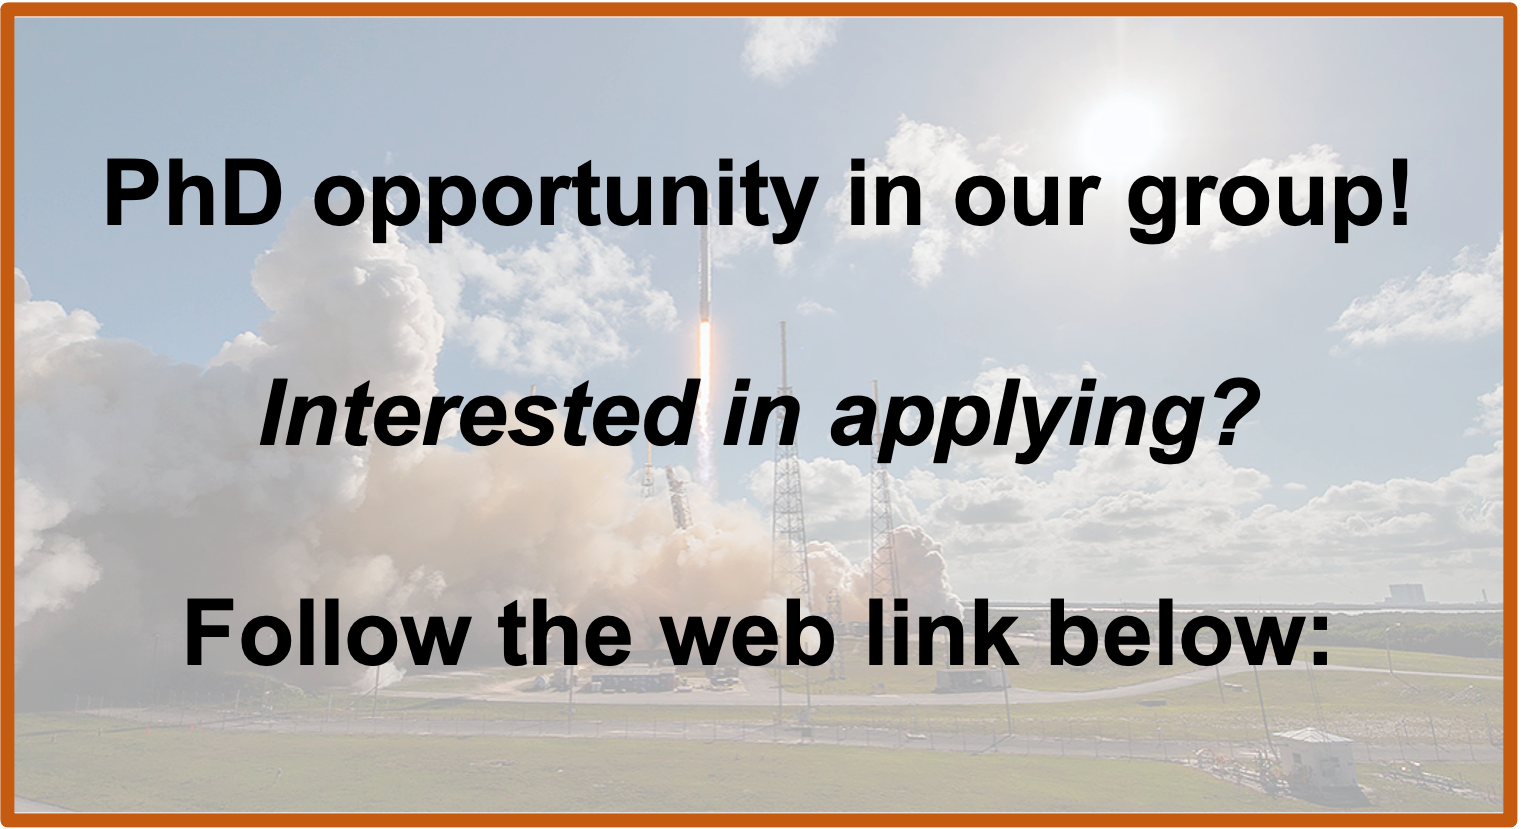 PhD opportunity in our group!
Interested in applying?
Follow the web link below: